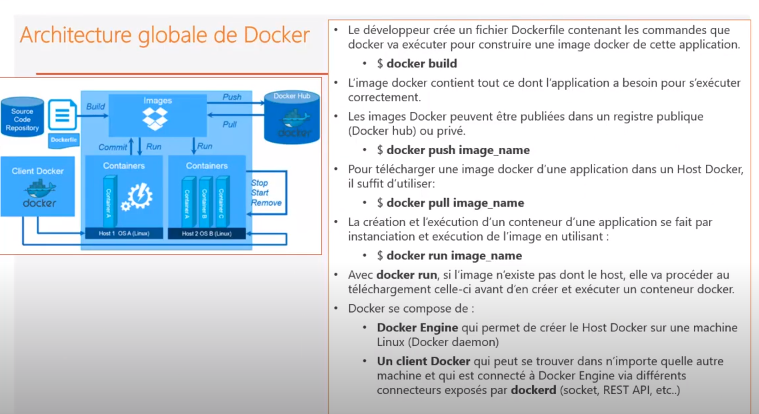 Architecture globale de Docker
Source
Code
Repository
Build
Dockerfile
Images
Push
Pull
Docker Hub
docker
Commit
Run
Run
Client Docker
docker
Containers
Container A
Host 1 OS A (Linux)
Containers
Container A
Container B
Container C
Host 2 OS B (Linux)
Stop
Start
Remove
• Le développeur crée un fichier Dockerfile contenant les commandes que
docker va exécuter pour construire une image docker de cette application.
• $ docker build
• L'image docker contient tout ce dont l'application a besoin pour s'exécuter
correctement.
• Les images Docker peuvent être publiées dans un registre publique
(Docker hub) ou privé.
• $ docker push image_name
• Pour télécharger une image docker d'une application dans un Host Docker,
il suffit d'utiliser:
• $ docker pull image_name
• La création et l'exécution d'un conteneur d'une application se fait par
instanciation et exécution de l'image en utilisant :
• $ docker run image_name
• Avec docker run, si l'image n'existe pas dont le host, elle va procéder au
téléchargement celle-ci avant d'en créer et exécuter un conteneur docker.
• Docker se compose de :
• Docker Engine qui permet de créer le Host Docker sur une machine
Linux (Docker daemon)
• Un client Docker qui peut se trouver dans n'importe quelle autre
machine et qui est connecté à Docker Engine via différents
connecteurs exposés par dockerd (socket, REST API, etc..)